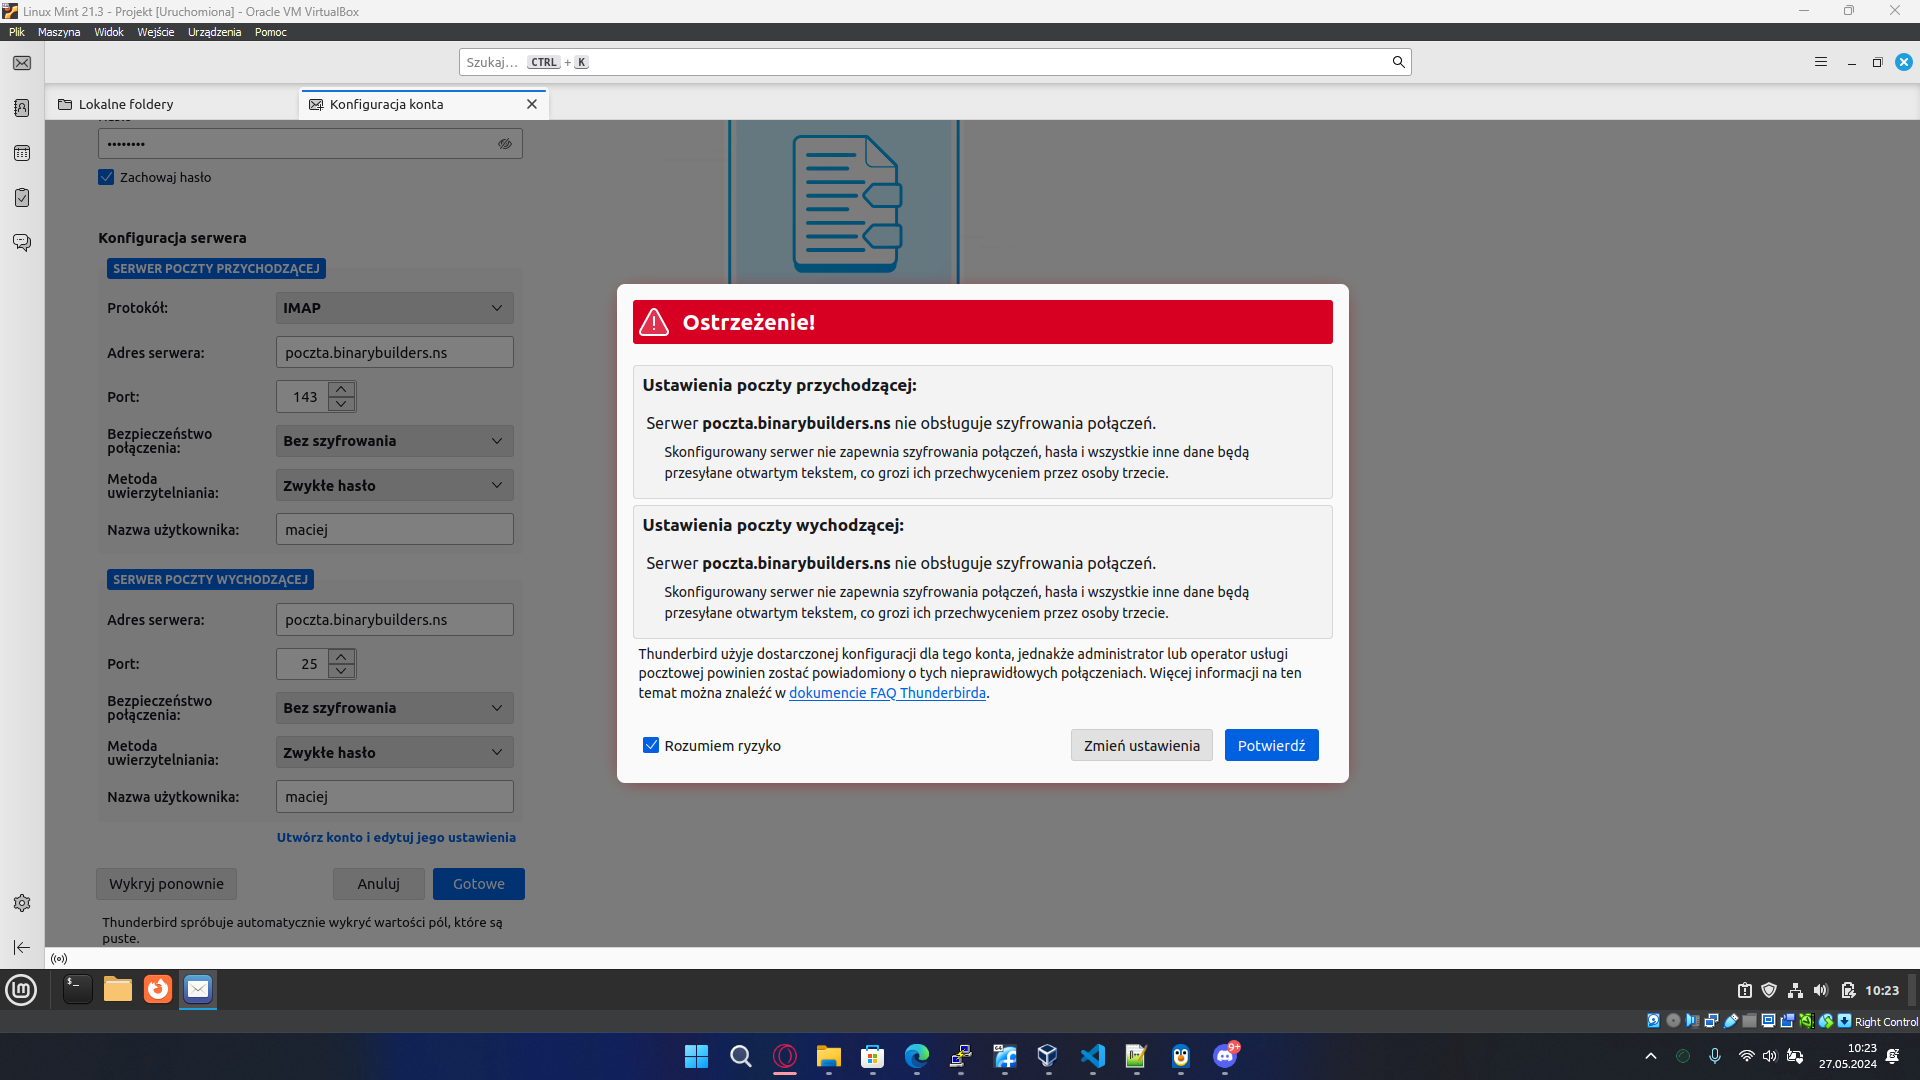 Linux Mint 21.3 - Projekt [Uruchomiona] - Oracle VM VirtualBox
Plik Maszyna Widok Wejście Urządzenia Pomoc
Szukaj… CTRL + K
Lokalne foldery
Konfiguracja konta
••••••••
Zachowaj hasło
Konfiguracja serwera
SERWER POCZTY PRZYCHODZĄCEJ
Protokół: IMAP
Adres serwera: poczta.binarybuilders.ns
Port: 143
Bezpieczeństwo
połączenia: Bez szyfrowania
Metoda
uwierzytelniania: Zwykłe hasło
Nazwa użytkownika: maciej
SERWER POCZTY WYCHODZĄCEJ
Adres serwera: poczta.binarybuilders.ns
Port: 25
Bezpieczeństwo
połączenia: Bez szyfrowania
Metoda
uwierzytelniania: Zwykłe hasło
Nazwa użytkownika: maciej
Utwórz konto i edytuj jego ustawienia
Wykryj ponownie Anuluj Gotowe
Thunderbird spróbuje automatycznie wykryć wartości pól, które są
puste.
Ostrzeżenie!
Ustawienia poczty przychodzącej:
Serwer poczta.binarybuilders.ns nie obsługuje szyfrowania połączeń.
Skonfigurowany serwer nie zapewnia szyfrowania połączeń, hasła i wszystkie inne dane będą
przesyłane otwartym tekstem, co grozi ich przechwyceniem przez osoby trzecie.
Ustawienia poczty wychodzącej:
Serwer poczta.binarybuilders.ns nie obsługuje szyfrowania połączeń.
Skonfigurowany serwer nie zapewnia szyfrowania połączeń, hasła i wszystkie inne dane będą
przesyłane otwartym tekstem, co grozi ich przechwyceniem przez osoby trzecie.
Thunderbird użyje dostarczonej konfiguracji dla tego konta, jednakże administrator lub operator usługi
pocztowej powinien zostać powiadomiony o tych nieprawidłowych połączeniach. Więcej informacji na ten
temat można znaleźć w dokumencie FAQ Thunderbirda.
Rozumiem ryzyko
Zmień ustawienia
Potwierdź
10:23
Right Control
9+
10:23
27.05.2024